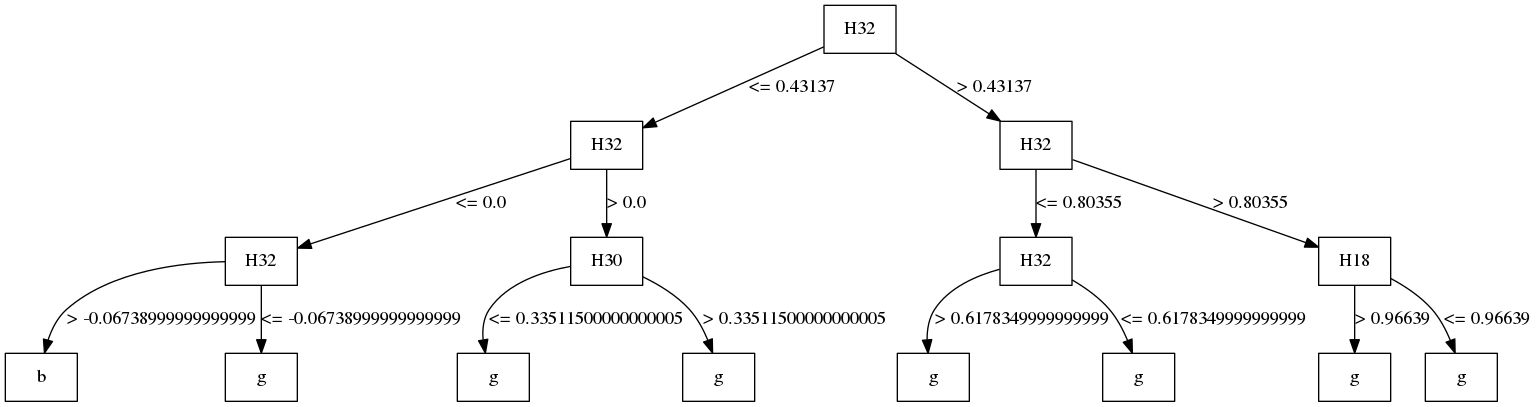 H32
<= 0.43137
> 0.43137
H32
H32
<= 0.0
> 0.0
<= 0.80355
> 0.80355
H32
H30
H32
H18
> -0.06738999999999999
<= -0.06738999999999999
<= 0.33511500000000005
> 0.33511500000000005
> 0.6178349999999999
<= 0.6178349999999999
> 0.96639
<= 0.96639
b
g
g
g
g
g
g
g